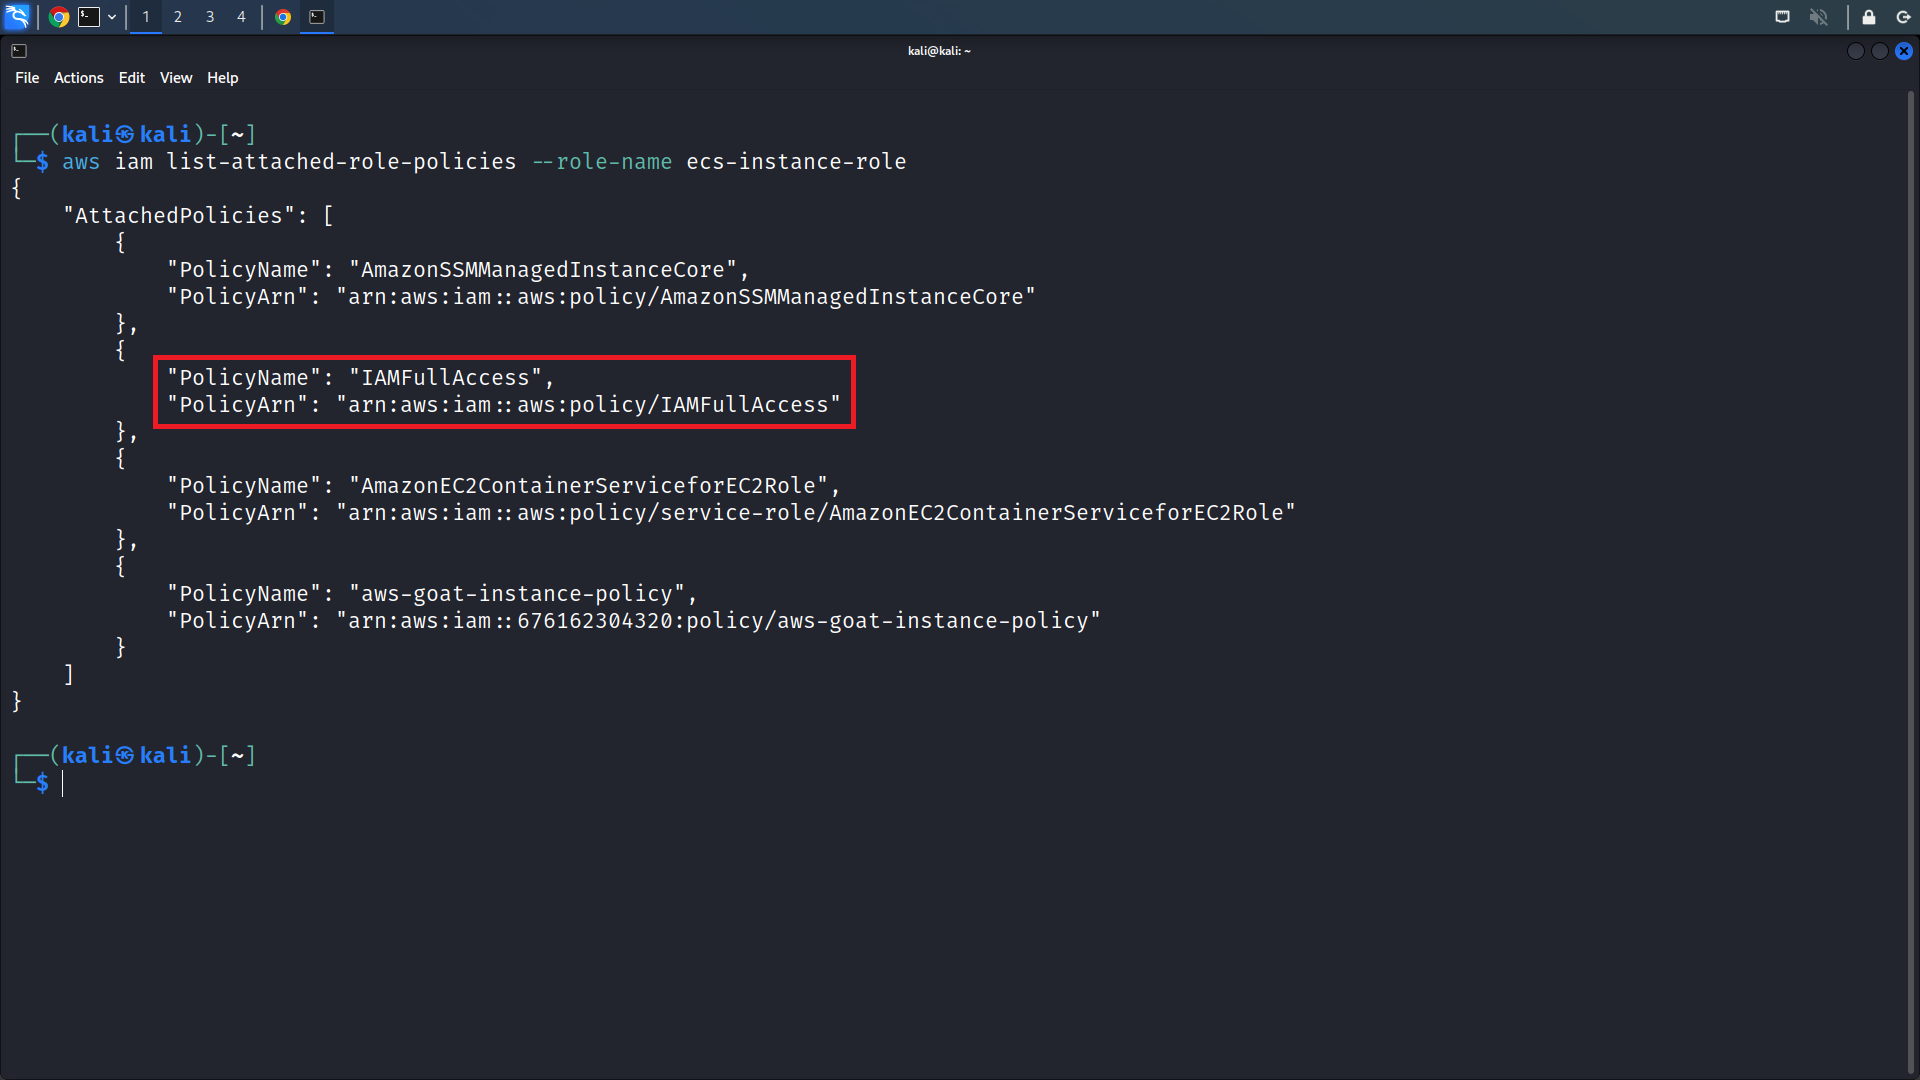 1 2 3 4
kali@kali: ~
File Actions Edit View Help
┌──(kali㉿kali)-[~]
└─$ aws iam list-attached-role-policies --role-name ecs-instance-role
{
    "AttachedPolicies": [
        {
            "PolicyName": "AmazonSSMManagedInstanceCore",
            "PolicyArn": "arn:aws:iam::aws:policy/AmazonSSMManagedInstanceCore"
        },
        {
            "PolicyName": "IAMFullAccess",
            "PolicyArn": "arn:aws:iam::aws:policy/IAMFullAccess"
        },
        {
            "PolicyName": "AmazonEC2ContainerServiceforEC2Role",
            "PolicyArn": "arn:aws:iam::aws:policy/service-role/AmazonEC2ContainerServiceforEC2Role"
        },
        {
            "PolicyName": "aws-goat-instance-policy",
            "PolicyArn": "arn:aws:iam::676162304320:policy/aws-goat-instance-policy"
        }
    ]
}
┌──(kali㉿kali)-[~]
└─$